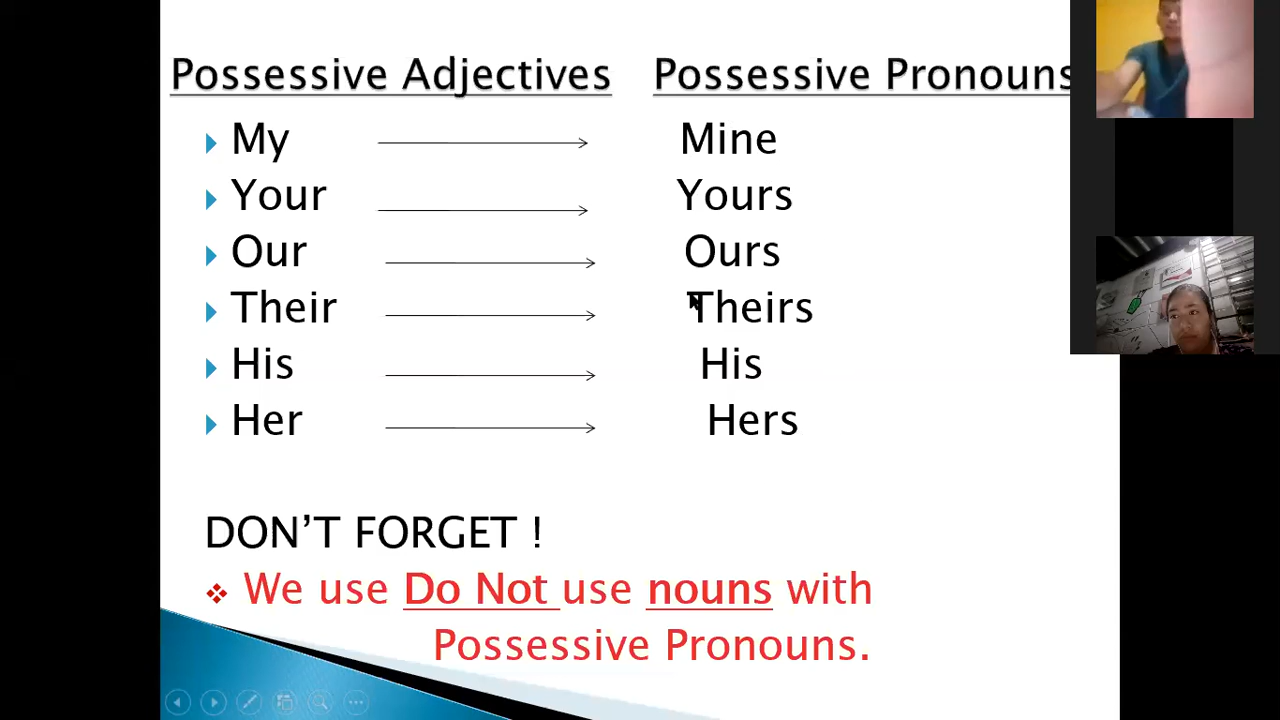 Possessive Adjectives Possessive Pronouns
My Mine
Your Yours
Our Ours
Their Theirs
His His
Her Hers
DON’T FORGET !
We use Do Not use nouns with
Possessive Pronouns.